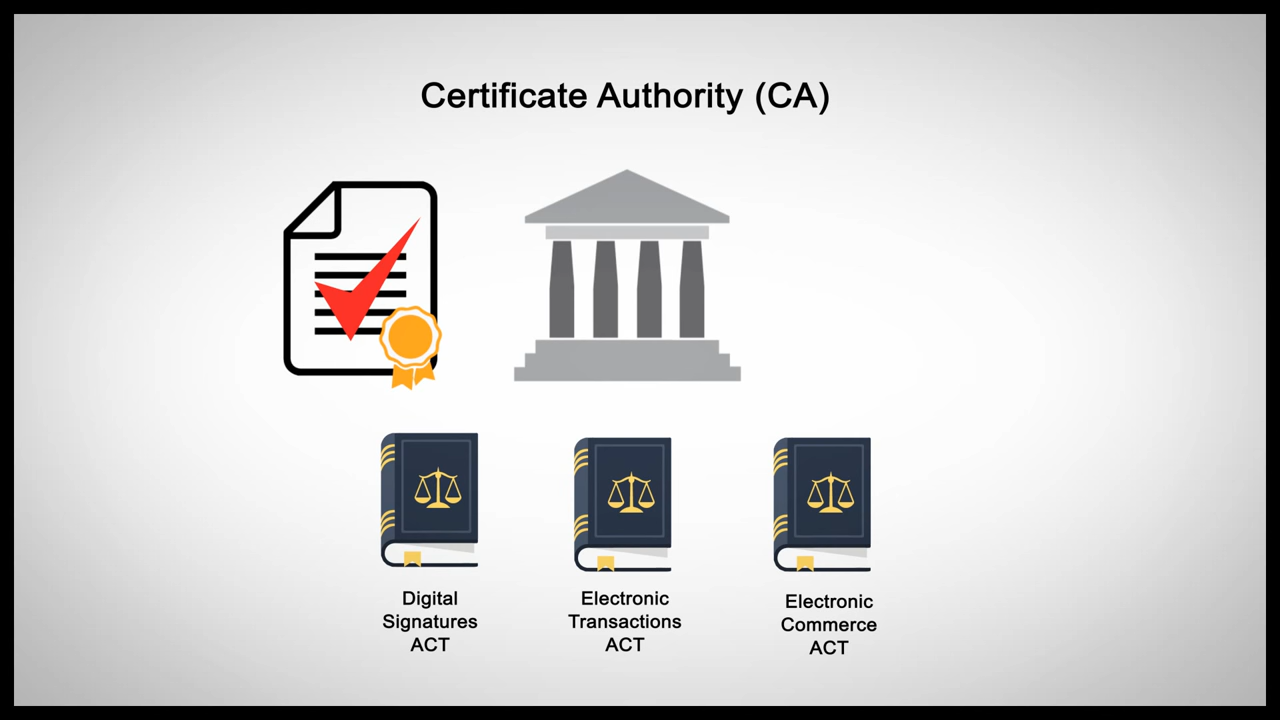 Certificate Authority (CA)
Digital
Signatures
ACT
Electronic
Transactions
ACT
Electronic
Commerce
ACT